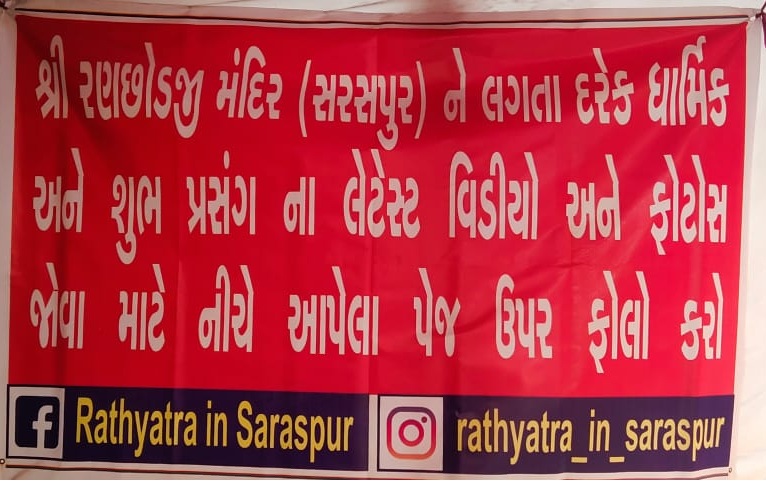 શ્રી રણછોડજી મંદિર (સરસપુર) ને લગતા દરેક ધાર્મિક
અને શુભ પ્રસંગ ના લેટેસ્ટ વિડીયો અને ફોટોસ
જોવા માટે નીચે આપેલા પેજ ઉપર ફોલો કરો
Rathyatra in Saraspur
rathyatra_in_saraspur